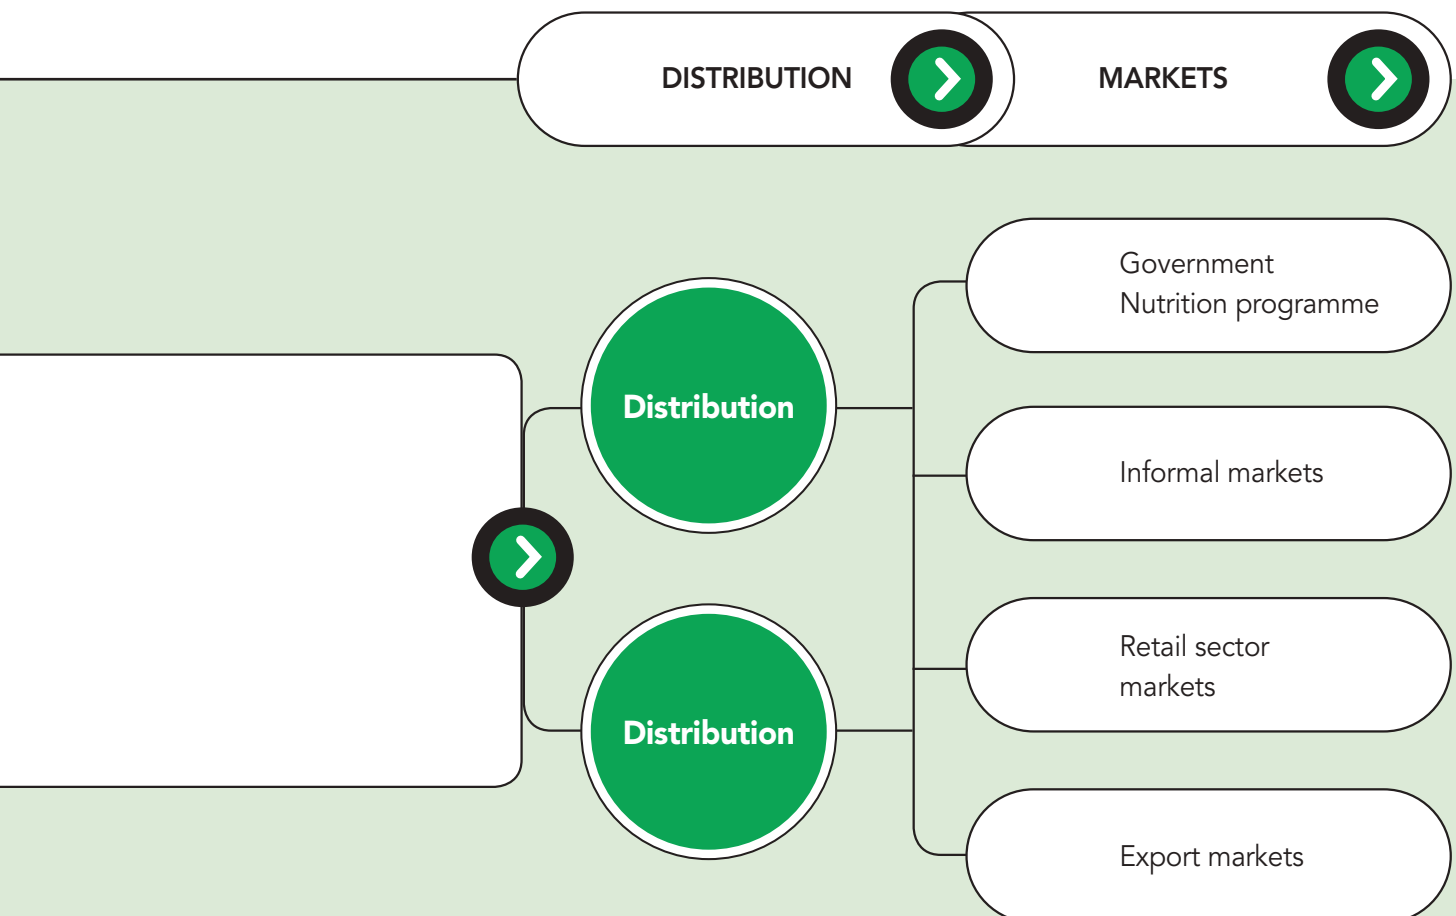 DISTRIBUTION
MARKETS
Government
Nutrition programme
Distribution
Informal markets
Retail sector
markets
Distribution
Export markets